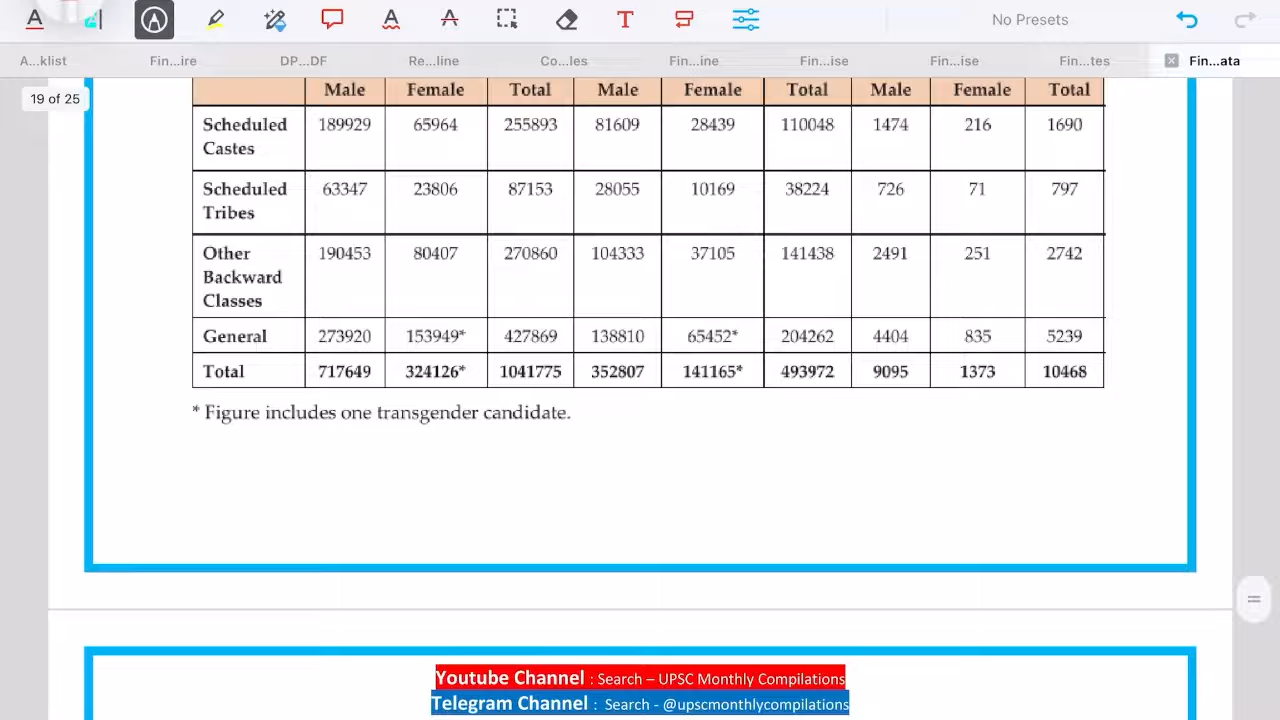 No Presets
A...klist Fin...ire DP...DF Re...line Co...les Fin...ine Fin...ise Fin...ise Fin...tes Fin...ata
19 of 25
Male Female Total Male Female Total Male Female Total
Scheduled Castes 189929 65964 255893 81609 28439 110048 1474 216 1690
Scheduled Tribes 63347 23806 87153 28055 10169 38224 726 71 797
Other Backward Classes 190453 80407 270860 104333 37105 141438 2491 251 2742
General 273920 153949* 427869 138810 65452* 204262 4404 835 5239
Total 717649 324126* 1041775 352807 141165* 493972 9095 1373 10468
* Figure includes one transgender candidate.
Youtube Channel : Search – UPSC Monthly Compilations
Telegram Channel : Search - @upscmonthlycompilations